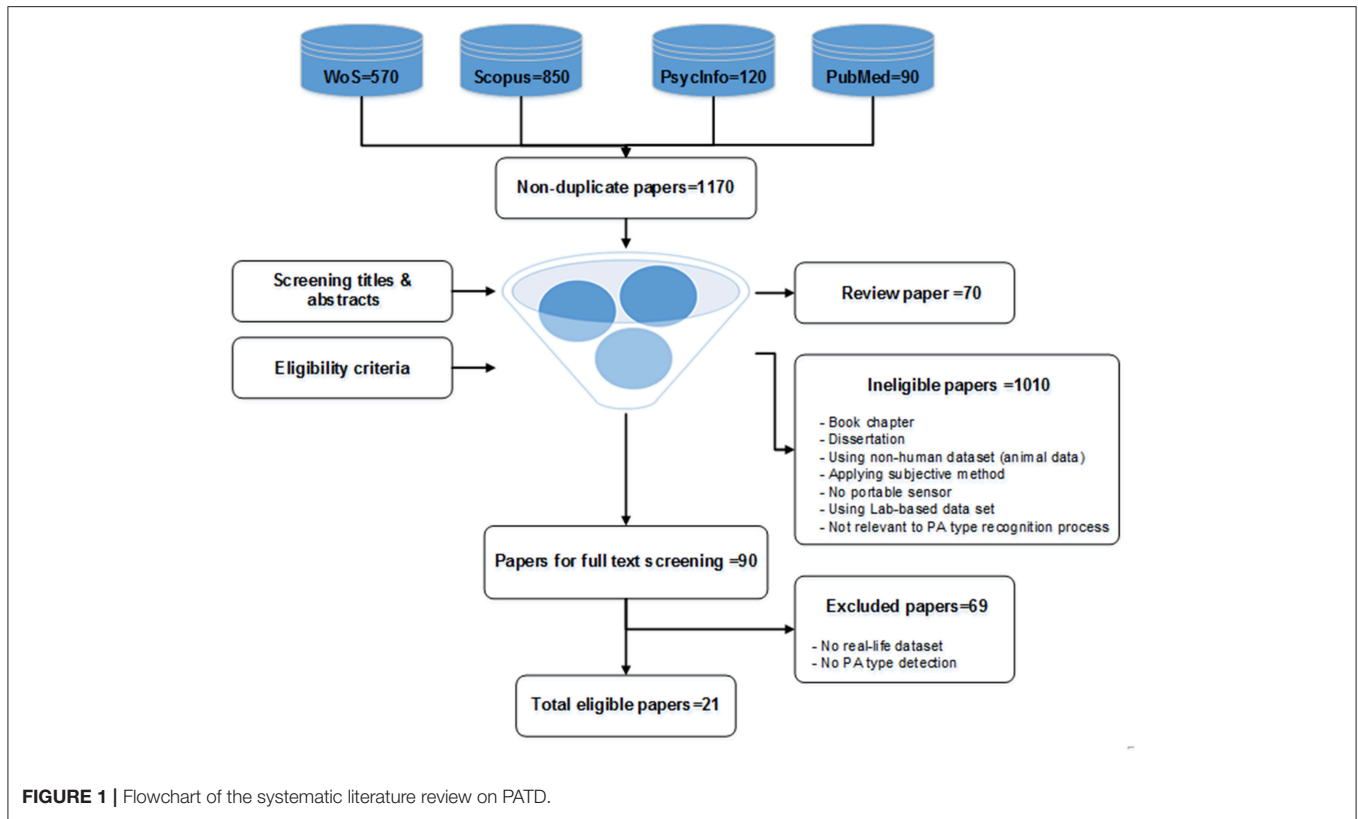 WoS=570
Scopus=850
PsycInfo=120
PubMed=90
Non-duplicate papers=1170
Screening titles &
abstracts
Review paper =70
Eligibility criteria
Ineligible papers =1010
- Book chapter
- Dissertation
- Using non-human dataset (animal data)
- Applying subjective method
- No portable sensor
- Using Lab-based data set
- Not relevant to PA type recognition process
Papers for full text screening =90
Excluded papers=69
- No real-life dataset
- No PA type detection
Total eligible papers=21
FIGURE 1 | Flowchart of the systematic literature review on PATD.